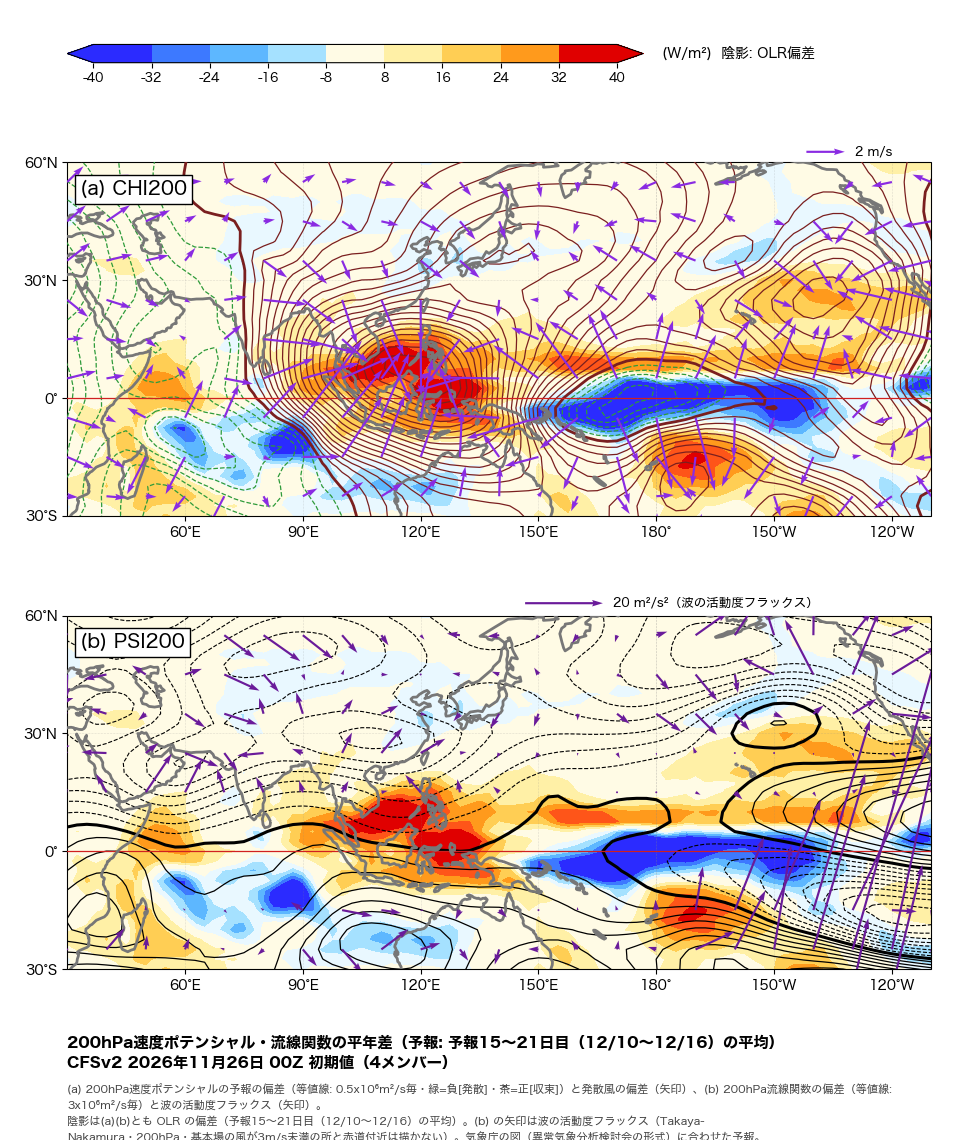 (W/m²) 陰影: OLR偏差
-40 -32 -24 -16 -8 8 16 24 32 40
2 m/s
60°N
(a) CHI200
30°N
0°
30°S
60°E 90°E 120°E 150°E 180° 150°W 120°W
20 m²/s²（波の活動度フラックス）
60°N
(b) PSI200
30°N
0°
30°S
60°E 90°E 120°E 150°E 180° 150°W 120°W
200hPa速度ポテンシャル・流線関数の平年差（予報: 予報15〜21日目（12/10〜12/16）の平均）
CFSv2 2026年11月26日 00Z 初期値（4メンバー）
(a) 200hPa速度ポテンシャルの予報の偏差（等値線: 0.5x10⁶m²/s毎・緑=負[発散]・茶=正[収束]）と発散風の偏差（矢印）、(b) 200hPa流線関数の偏差（等値線:
3x10⁶m²/s毎）と波の活動度フラックス（矢印）。
陰影は(a)(b)とも OLR の偏差（予報15〜21日目（12/10〜12/16）の平均）。(b) の矢印は波の活動度フラックス（Takaya-
Nakamura・200hPa・基本場の風が3m/s未満の所と赤道付近は描かない）。気象庁の図（異常気象分析検討会の形式）に合わせた予報。